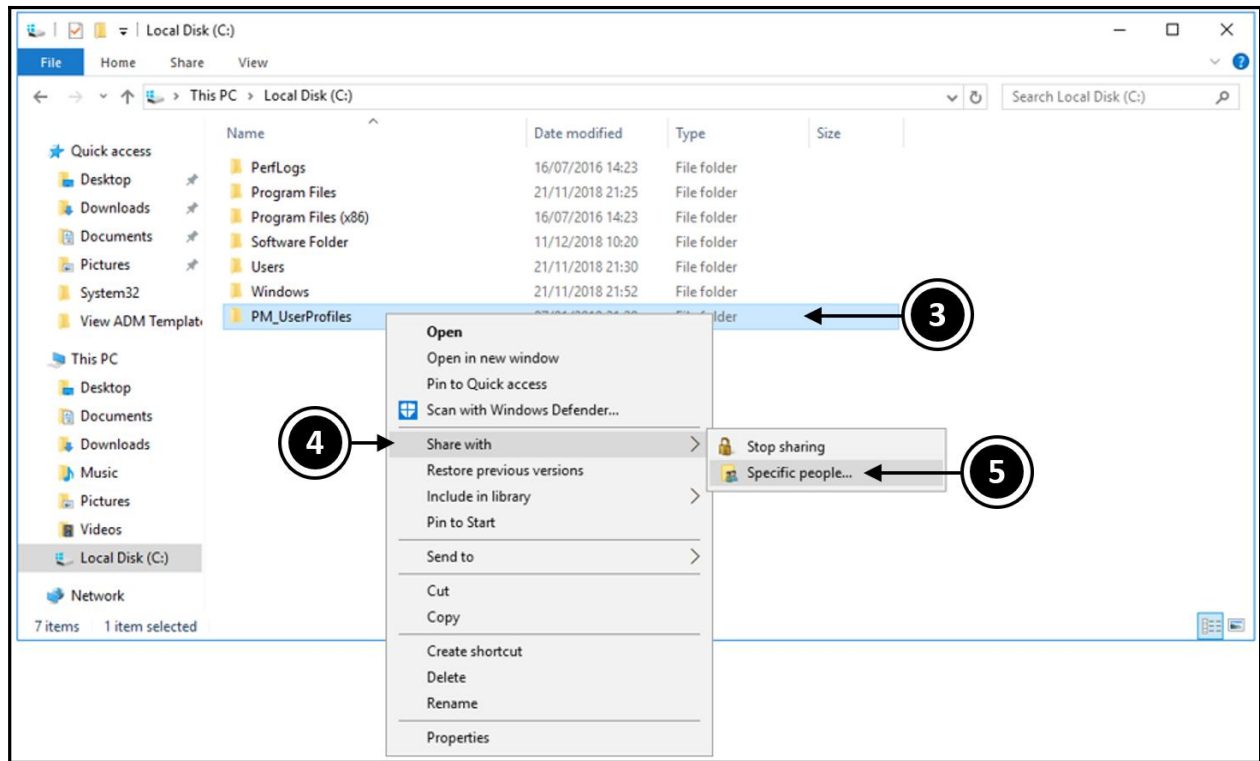 Local Disk (C:)
File Home Share View
This PC > Local Disk (C:)
Search Local Disk (C:)
Name Date modified Type Size
Quick access
Desktop
Downloads
Documents
Pictures
System32
View ADM Templat
This PC
Desktop
Documents
Downloads
Music
Pictures
Videos
Local Disk (C:)
Network
PerfLogs 16/07/2016 14:23 File folder
Program Files 21/11/2018 21:25 File folder
Program Files (x86) 16/07/2016 14:23 File folder
Software Folder 11/12/2018 10:20 File folder
Users 21/11/2018 21:30 File folder
Windows 21/11/2018 21:52 File folder
PM_UserProfiles
3
Open
Open in new window
Pin to Quick access
Scan with Windows Defender...
4
Share with
Restore previous versions
Include in library
Pin to Start
Send to
Cut
Copy
Create shortcut
Delete
Rename
Properties
Stop sharing
Specific people...
5
7 items 1 item selected